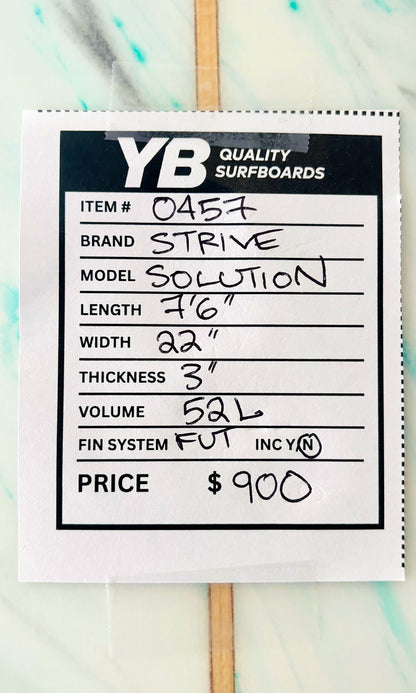 YB QUALITY SURFBOARDS
ITEM # 0457
BRAND STRIVE
MODEL SOLUTION
LENGTH 7'6"
WIDTH 22"
THICKNESS 3"
VOLUME 52L
FIN SYSTEM FUT INC Y/N
PRICE $ 900